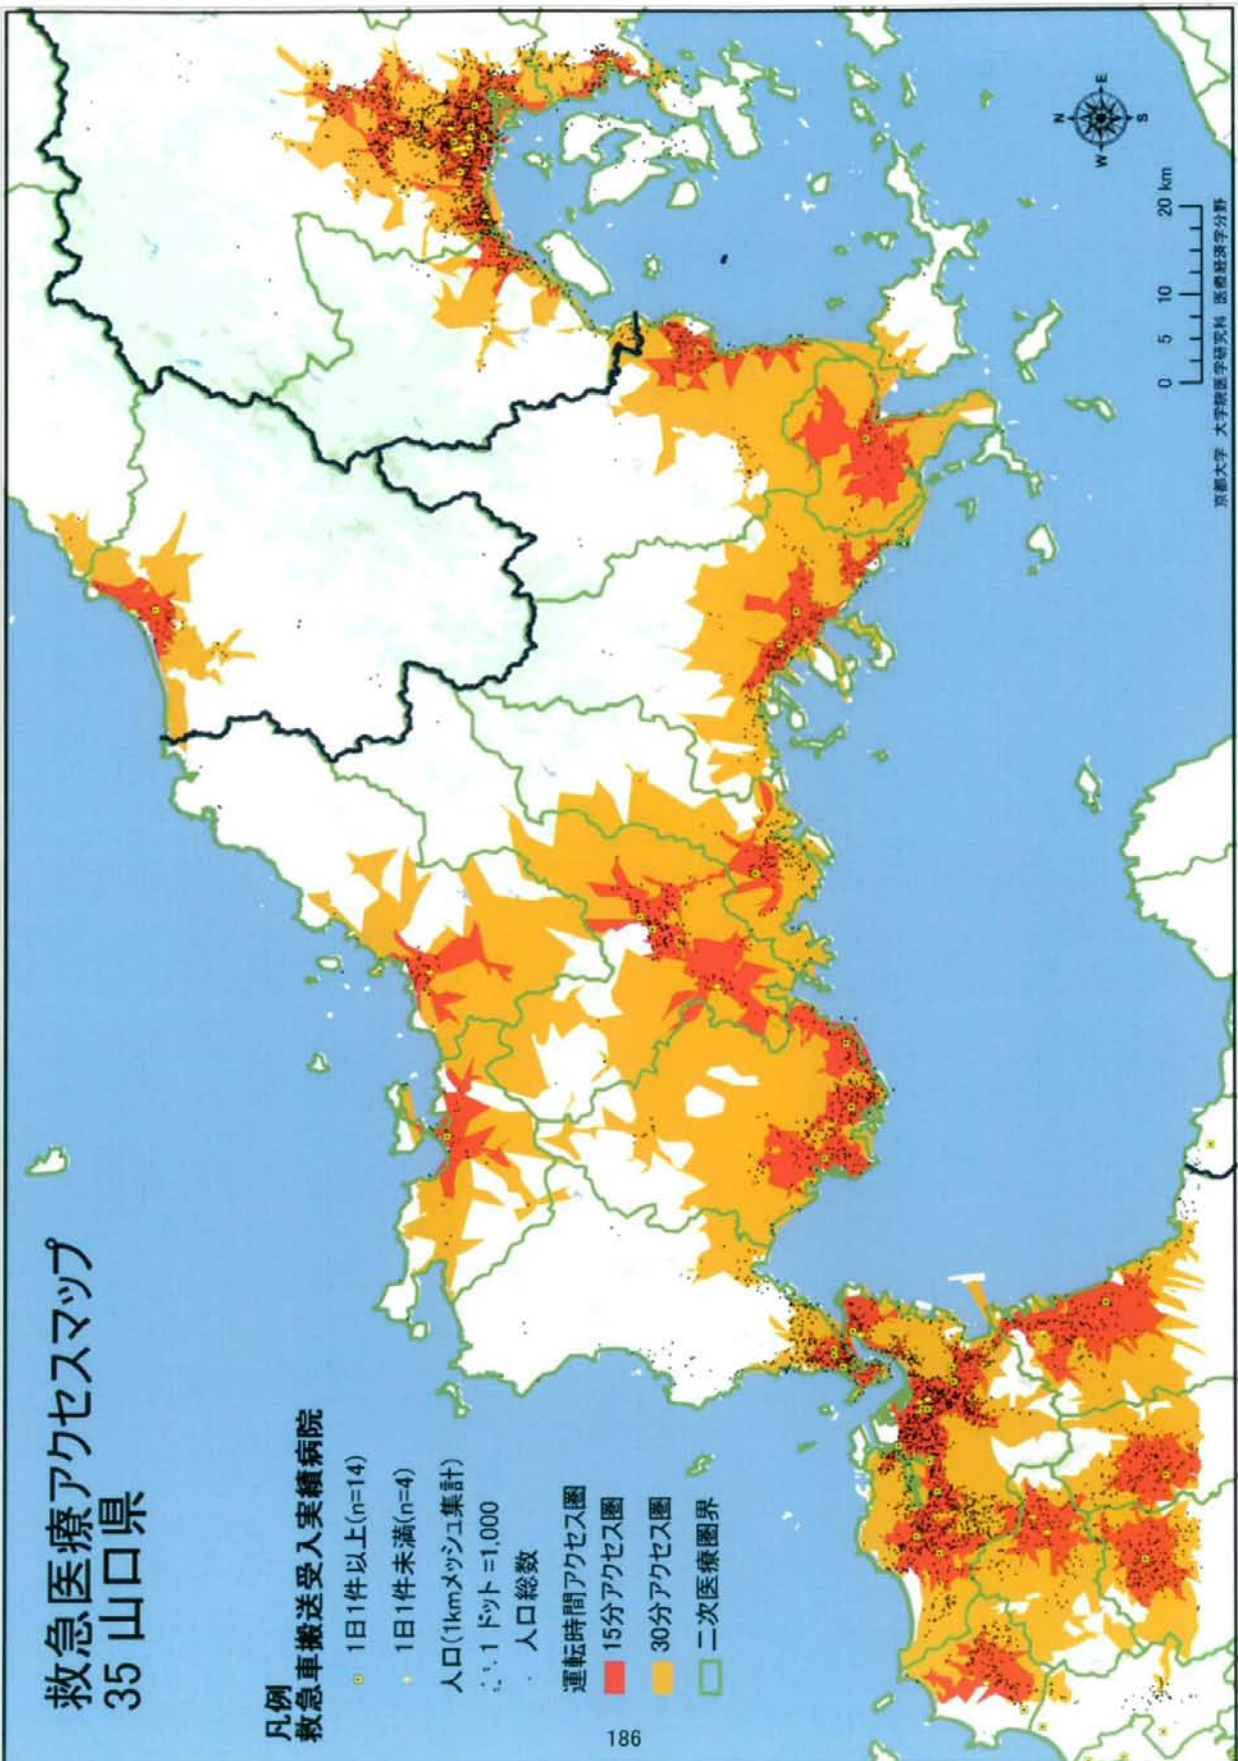 救急医療アクセスマップ
35 山口県
凡例
救急車搬送受入実績病院
1日1件以上(n=14)
1日1件未満(n=4)
人口(1kmメッシュ集計)
1 ドット =1,000
人口総数
運転時間アクセス圏
15分アクセス圏
30分アクセス圏
二次医療圏界
N
W
E
S
0 5 10 20 km
京都大学 大学院医学研究科 医療経済学分野
186